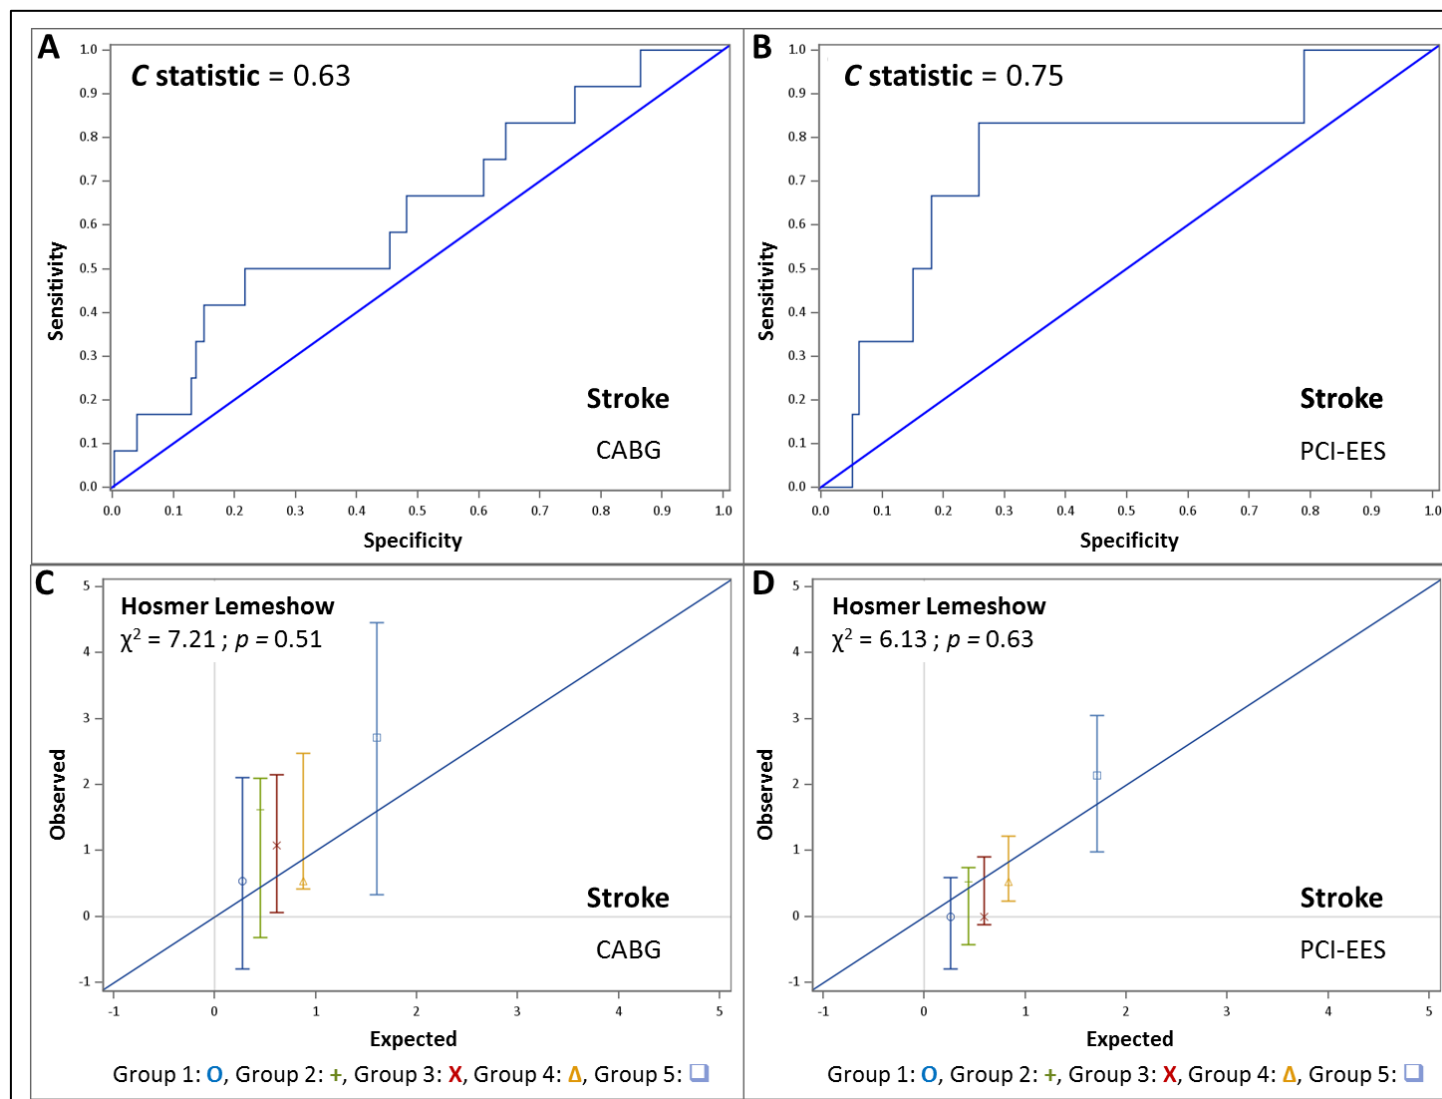 A
C statistic = 0.63
1.0
0.9
0.8
0.7
0.6
0.5
0.4
0.3
0.2
0.1
0.0
Sensitivity
Stroke
CABG
0.0 0.1 0.2 0.3 0.4 0.5 0.6 0.7 0.8 0.9 1.0
Specificity
B
C statistic = 0.75
1.0
0.9
0.8
0.7
0.6
0.5
0.4
0.3
0.2
0.1
0.0
Sensitivity
Stroke
PCI-EES
0.0 0.1 0.2 0.3 0.4 0.5 0.6 0.7 0.8 0.9 1.0
Specificity
C
Hosmer Lemeshow
χ² = 7.21 ; p = 0.51
5
4
3
2
1
0
-1
Observed
Stroke
CABG
-1 0 1 2 3 4 5
Expected
Group 1: O, Group 2: +, Group 3: X, Group 4: Δ, Group 5: ❑
D
Hosmer Lemeshow
χ² = 6.13 ; p = 0.63
5
4
3
2
1
0
-1
Observed
Stroke
PCI-EES
-1 0 1 2 3 4 5
Expected
Group 1: O, Group 2: +, Group 3: X, Group 4: Δ, Group 5: ❑